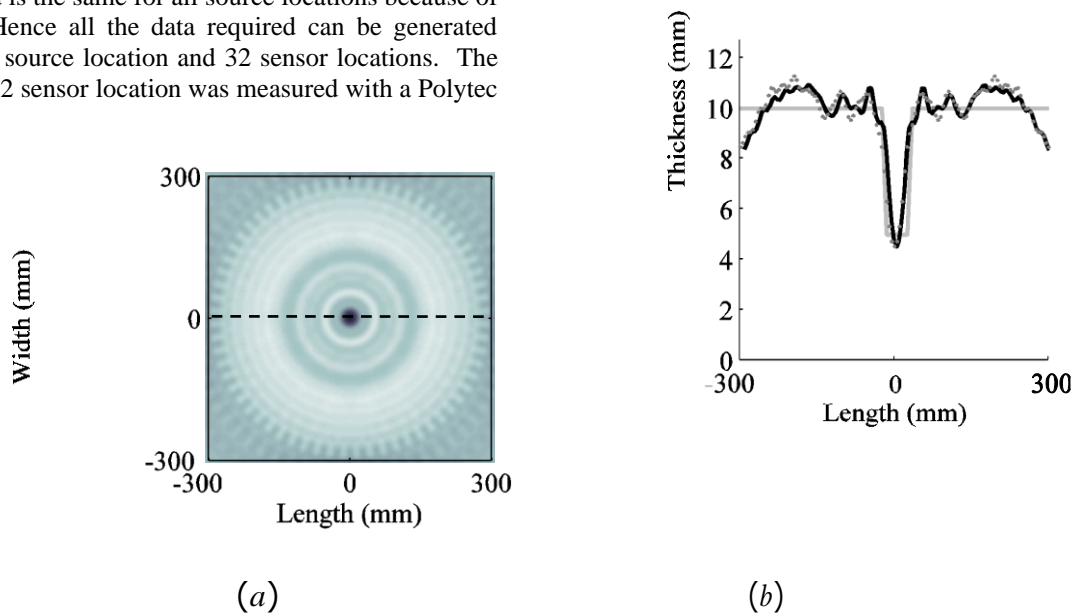 is the same for all source locations because of
Hence all the data required can be generated
source location and 32 sensor locations. The
2 sensor location was measured with a Polytec
300
0
-300
-300 0 300
Length (mm)
Width (mm)
(a)
12
10
8
6
4
2
0
-300 0 300
Length (mm)
Thickness (mm)
(b)